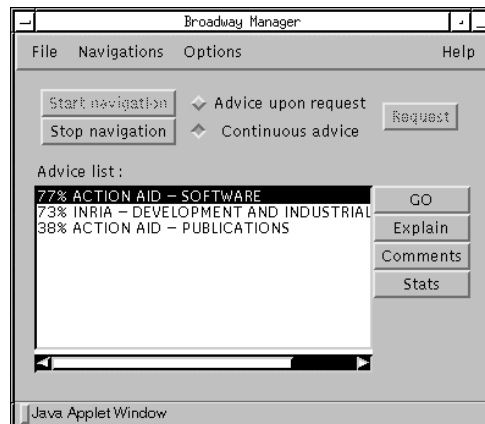 Broadway Manager
File Navigations Options Help
Start navigation
Advice upon request
Request
Stop navigation
Continuous advice
Advice list :
77% ACTION AID – SOFTWARE
73% INRIA – DEVELOPMENT AND INDUSTRIAL
38% ACTION AID – PUBLICATIONS
GO
Explain
Comments
Stats
Java Applet Window